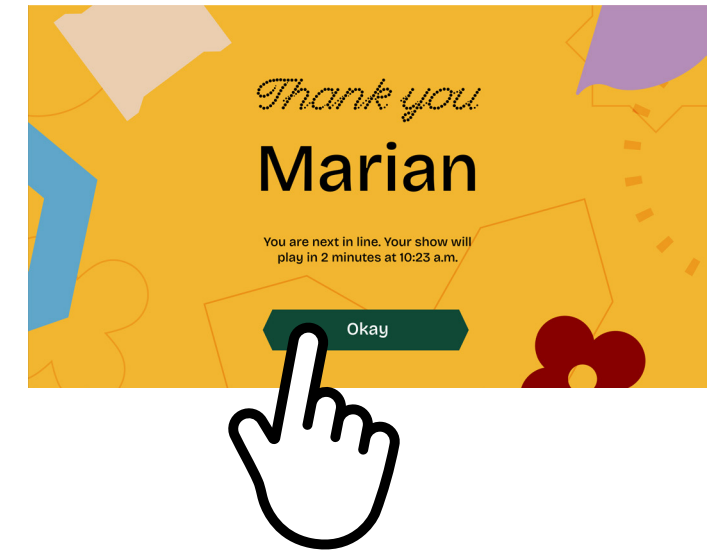 Thank you
Marian
You are next in line. Your show will
play in 2 minutes at 10:23 a.m.
Okay